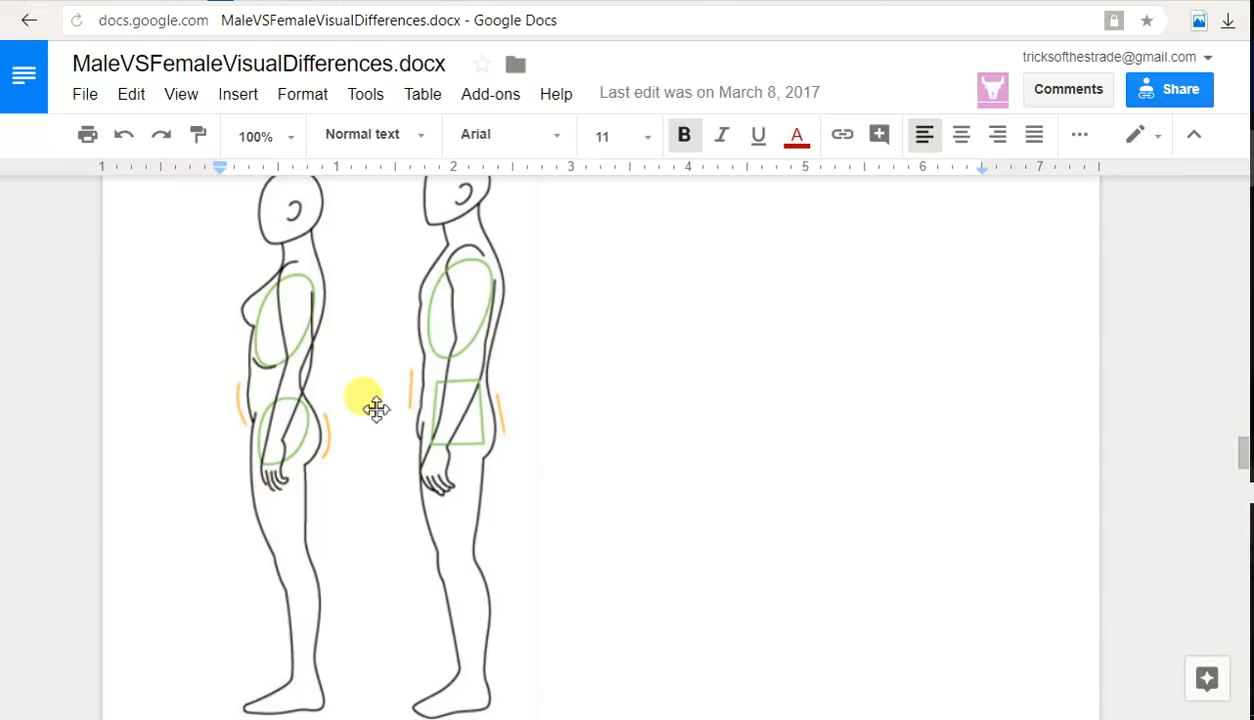 docs.google.com MaleVSFemaleVisualDifferences.docx - Google Docs
MaleVSFemaleVisualDifferences.docx
tricksofthestrade@gmail.com
File Edit View Insert Format Tools Table Add-ons Help Last edit was on March 8, 2017
Comments Share
100% Normal text Arial 11 B I U A
1 1 2 3 4 5 6 7